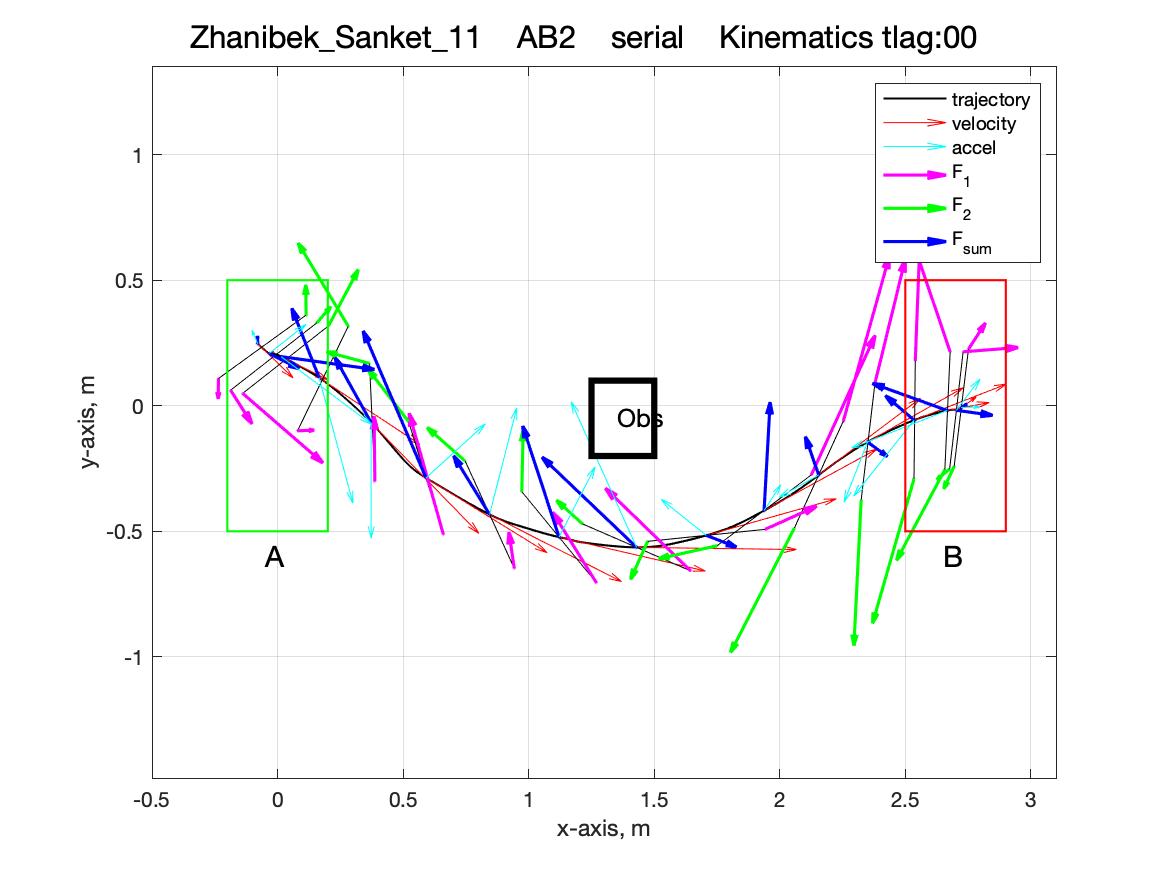 Zhanibek_Sanket_11 AB2 serial Kinematics tlag:00
trajectory
velocity
accel
F1
F2
Fsum
1
0.5
0
-0.5
-1
y-axis, m
Obs
A
B
-0.5 0 0.5 1 1.5 2 2.5 3
x-axis, m